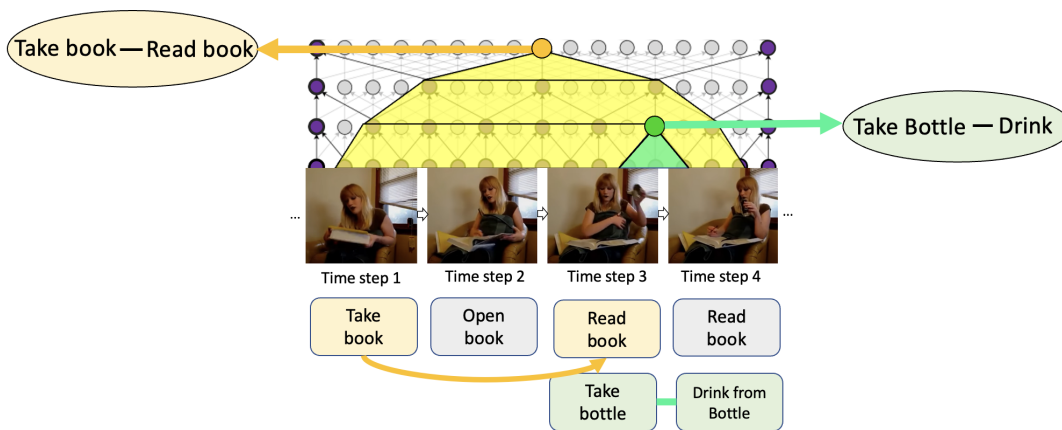 Take book — Read book
Take Bottle — Drink
...
...
Time step 1
Time step 2
Time step 3
Time step 4
Take
book
Open
book
Read
book
Read
book
Take
bottle
Drink from
Bottle